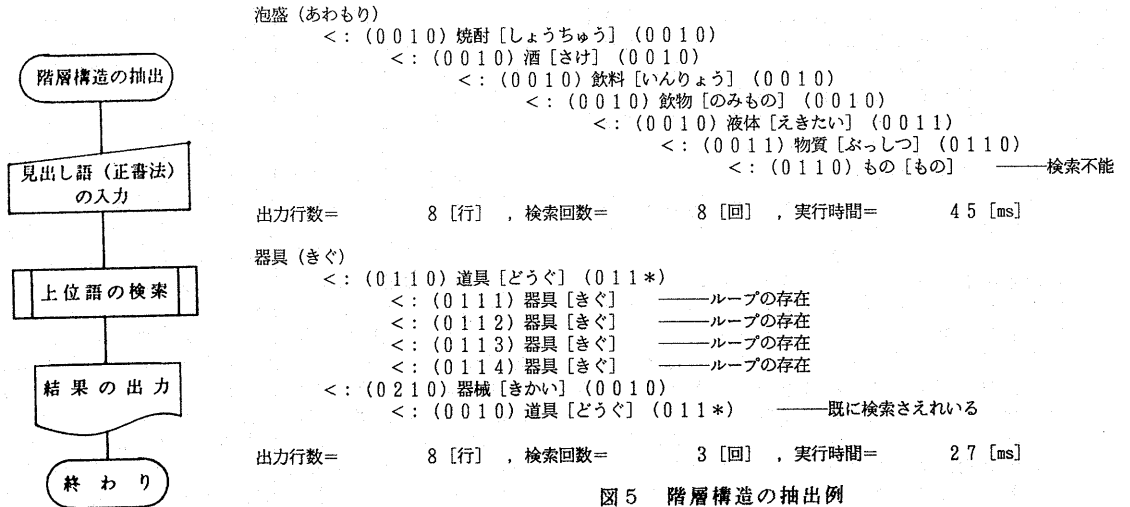 階層構造の抽出
見出し語（正書法）
の入力
上位語の検索
結果の出力
終わり
泡盛（あわもり）
<：（0010）焼酎［しょうちゅう］（0010）
<：（0010）酒［さけ］（0010）
<：（0010）飲料［いんりょう］（0010）
<：（0010）飲物［のみもの］（0010）
<：（0010）液体［えきたい］（0011）
<：（0011）物質［ぶっしつ］（0110）
<：（0110）もの［もの］ ───検索不能
出力行数＝ 8［行］ ，検索回数＝ 8［回］ ，実行時間＝ 45［ms］
器具（きぐ）
<：（0110）道具［どうぐ］（011*）
<：（0111）器具［きぐ］ ───ループの存在
<：（0112）器具［きぐ］ ───ループの存在
<：（0113）器具［きぐ］ ───ループの存在
<：（0114）器具［きぐ］ ───ループの存在
<：（0210）器械［きかい］（0010）
<：（0010）道具［どうぐ］（011*） ───既に検索さえれいる
出力行数＝ 8［行］ ，検索回数＝ 3［回］ ，実行時間＝ 27［ms］
図5 階層構造の抽出例